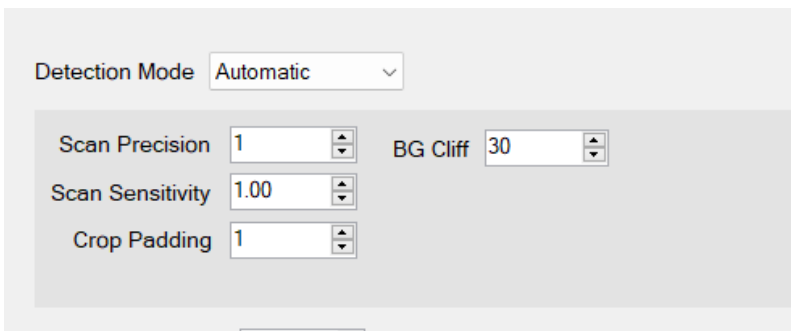 Detection Mode Automatic
Scan Precision 1 BG Cliff 30
Scan Sensitivity 1.00
Crop Padding 1